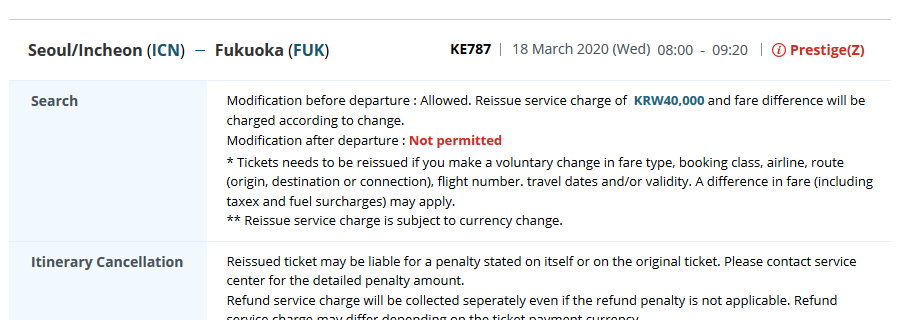 Seoul/Incheon (ICN) — Fukuoka (FUK) KE787 | 18 March 2020 (Wed) 08:00 - 09:20 | Prestige(Z)
Search
Modification before departure : Allowed. Reissue service charge of KRW40,000 and fare difference will be
charged according to change.
Modification after departure : Not permitted
* Tickets needs to be reissued if you make a voluntary change in fare type, booking class, airline, route
(origin, destination or connection), flight number. travel dates and/or validity. A difference in fare (including
taxex and fuel surcharges) may apply.
** Reissue service charge is subject to currency change.
Itinerary Cancellation
Reissued ticket may be liable for a penalty stated on itself or on the original ticket. Please contact service
center for the detailed penalty amount.
Refund service charge will be collected seperately even if the refund penalty is not applicable. Refund
service charge may differ depending on the ticket payment currency.